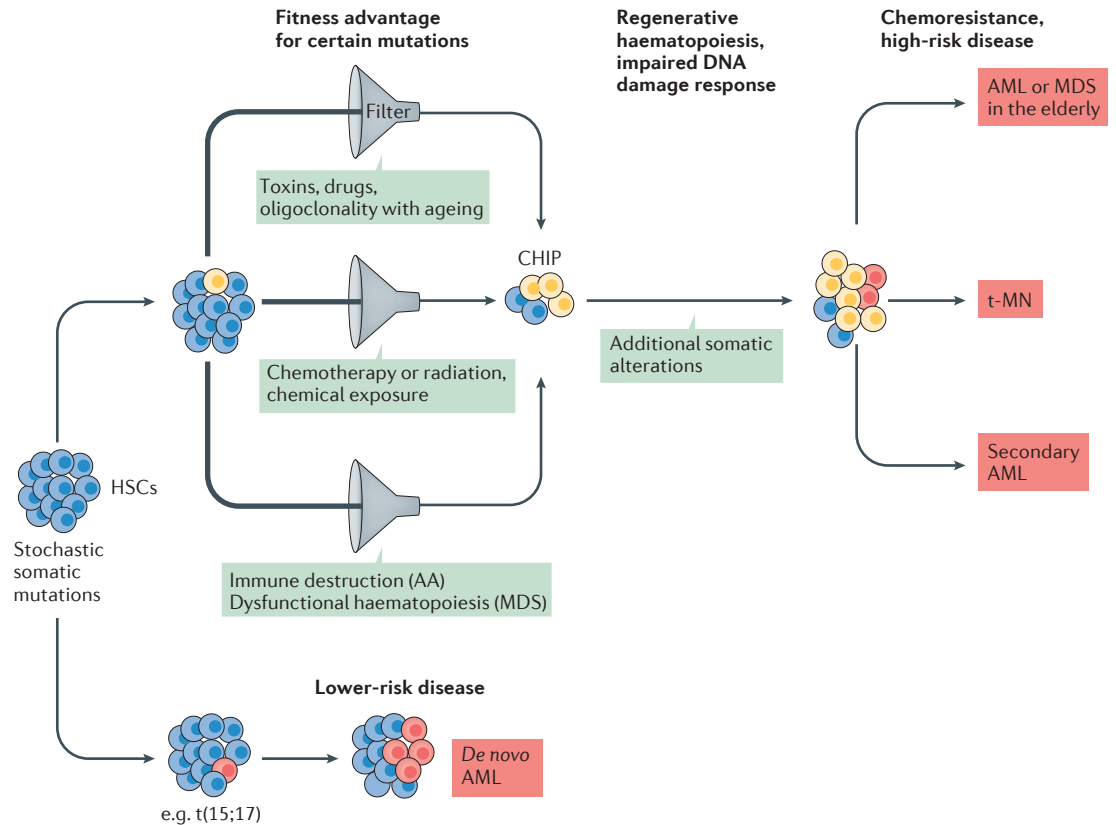 Fitness advantage
for certain mutations
Regenerative
haematopoiesis,
impaired DNA
damage response
Chemoresistance,
high-risk disease
Filter
Toxins, drugs,
oligoclonality with ageing
AML or MDS
in the elderly
CHIP
Chemotherapy or radiation,
chemical exposure
Additional somatic
alterations
t-MN
HSCs
Stochastic
somatic
mutations
Immune destruction (AA)
Dysfunctional haematopoiesis (MDS)
Secondary
AML
Lower-risk disease
De novo
AML
e.g. t(15;17)